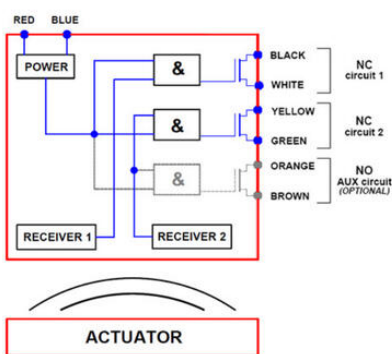 RED BLUE
POWER
&
BLACK
WHITE
NC
circuit 1
&
YELLOW
GREEN
NC
circuit 2
&
ORANGE
BROWN
NO
AUX circuit
(OPTIONAL)
RECEIVER 1
RECEIVER 2
ACTUATOR